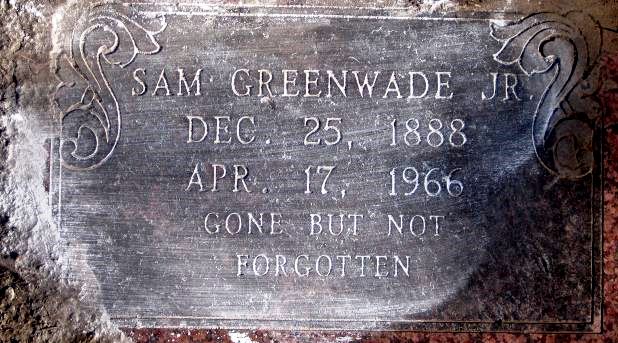 SAM GREENWADE JR.
DEC. 25, 1888
APR. 17, 1966
GONE BUT NOT
FORGOTTEN